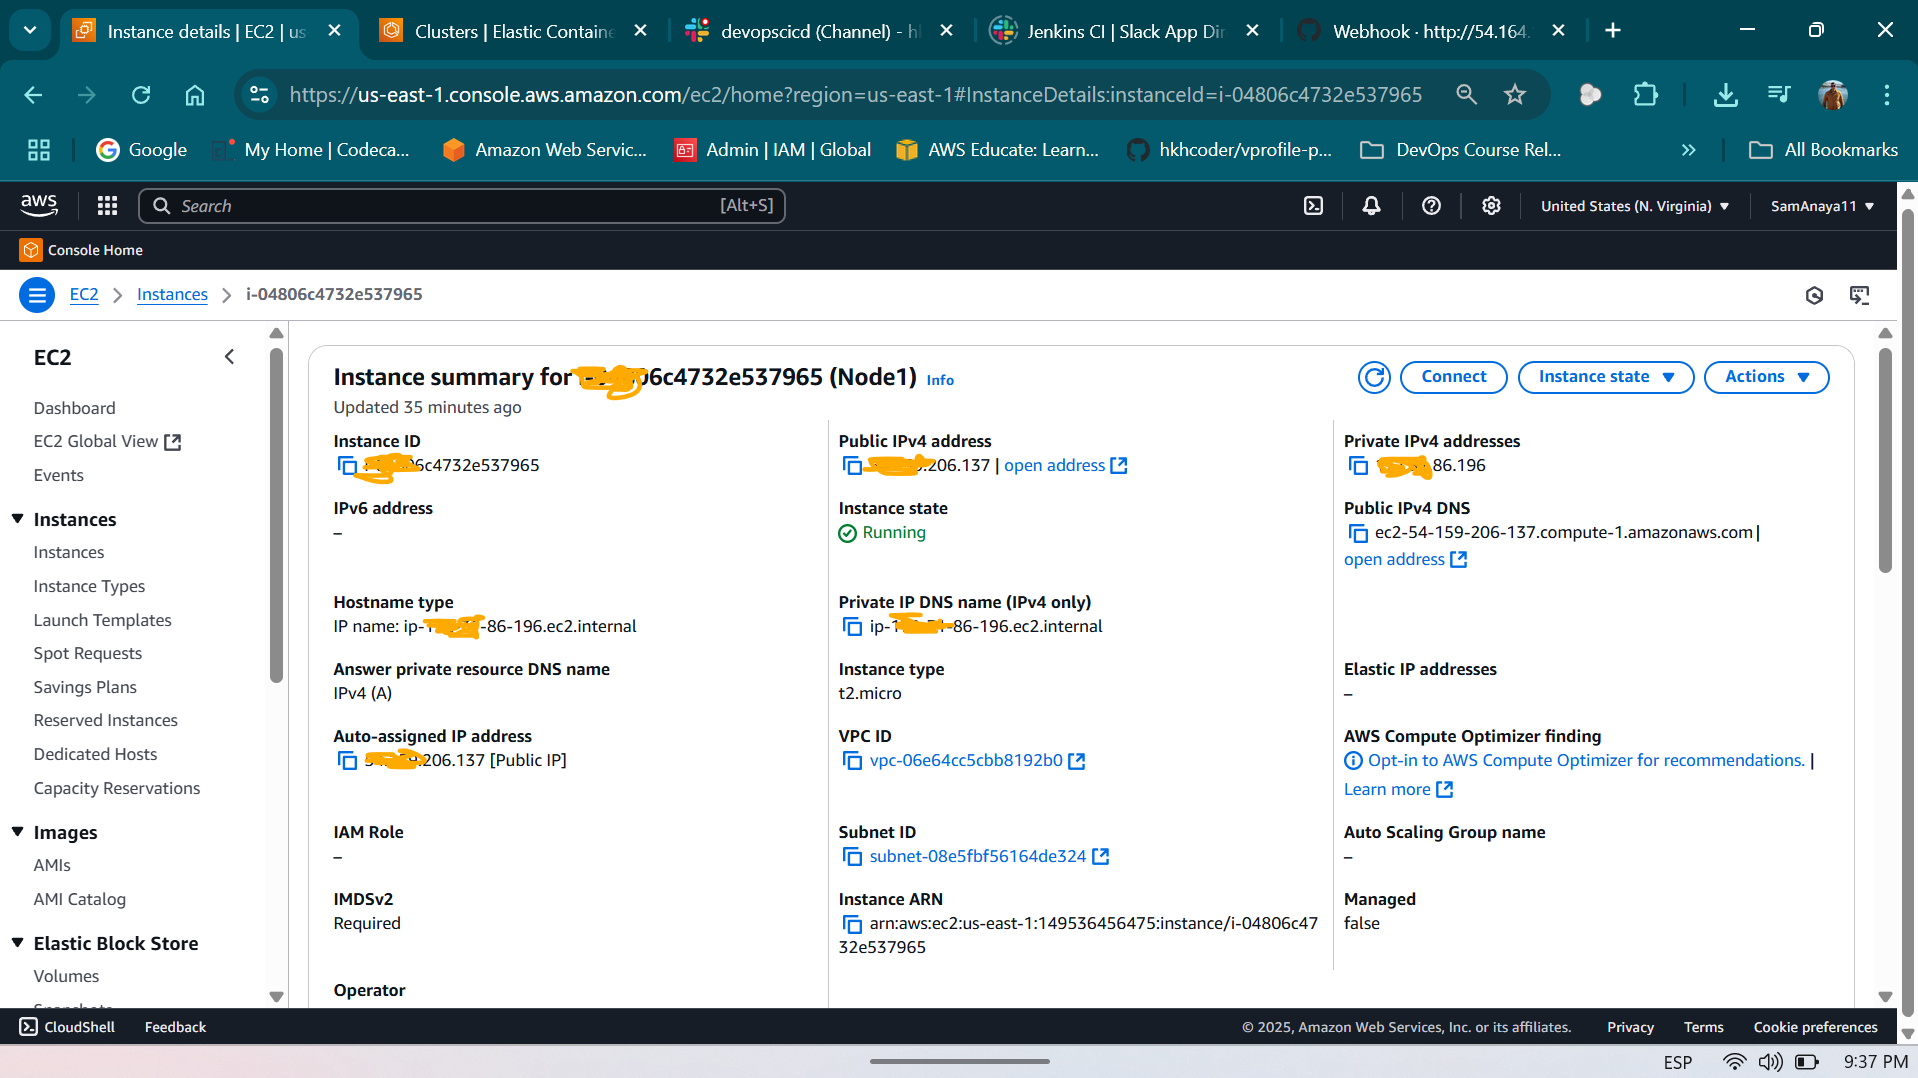 Instance details | EC2 | us
Clusters | Elastic Containe
devopscicd (Channel) - hl
Jenkins CI | Slack App Dir
Webhook · http://54.164.
https://us-east-1.console.aws.amazon.com/ec2/home?region=us-east-1#InstanceDetails:instanceId=i-04806c4732e537965
Google
My Home | Codeca...
Amazon Web Servic...
Admin | IAM | Global
AWS Educate: Learn...
hkhcoder/vprofile-p...
DevOps Course Rel...
All Bookmarks
aws
Search
[Alt+S]
United States (N. Virginia)
SamAnaya11
Console Home
EC2
Instances
i-04806c4732e537965
EC2
Dashboard
EC2 Global View
Events
Instances
Instances
Instance Types
Launch Templates
Spot Requests
Savings Plans
Reserved Instances
Dedicated Hosts
Capacity Reservations
Images
AMIs
AMI Catalog
Elastic Block Store
Volumes
Snapshots
Instance summary for 06c4732e537965 (Node1) Info
Updated 35 minutes ago
Connect
Instance state
Actions
Instance ID
6c4732e537965
Public IPv4 address
.206.137 | open address
Private IPv4 addresses
86.196
IPv6 address
–
Instance state
Running
Public IPv4 DNS
ec2-54-159-206-137.compute-1.amazonaws.com |
open address
Hostname type
IP name: ip- -86-196.ec2.internal
Private IP DNS name (IPv4 only)
ip- -86-196.ec2.internal
Answer private resource DNS name
IPv4 (A)
Instance type
t2.micro
Elastic IP addresses
–
Auto-assigned IP address
.206.137 [Public IP]
VPC ID
vpc-06e64cc5cbb8192b0
AWS Compute Optimizer finding
Opt-in to AWS Compute Optimizer for recommendations. |
Learn more
IAM Role
–
Subnet ID
subnet-08e5fbf56164de324
Auto Scaling Group name
–
IMDSv2
Required
Instance ARN
arn:aws:ec2:us-east-1:149536456475:instance/i-04806c47
32e537965
Managed
false
Operator
CloudShell
Feedback
© 2025, Amazon Web Services, Inc. or its affiliates.
Privacy
Terms
Cookie preferences
ESP
9:37 PM